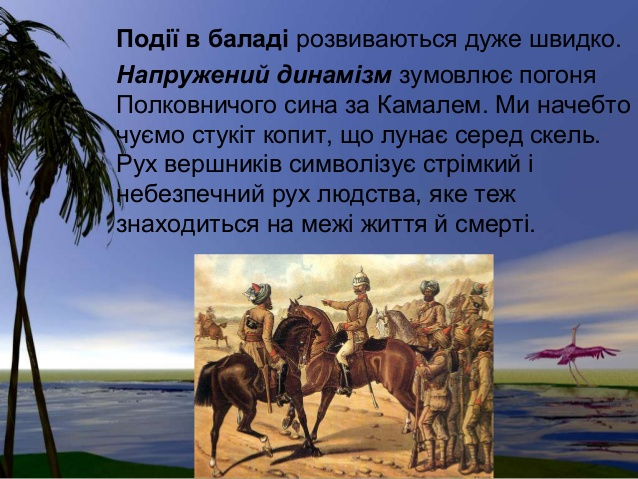 Події в баладі розвиваються дуже швидко.
Напружений динамізм зумовлює погоня
Полковничого сина за Камалем. Ми начебто
чуємо стукіт копит, що лунає серед скель.
Рух вершників символізує стрімкий і
небезпечний рух людства, яке теж
знаходиться на межі життя й смерті.